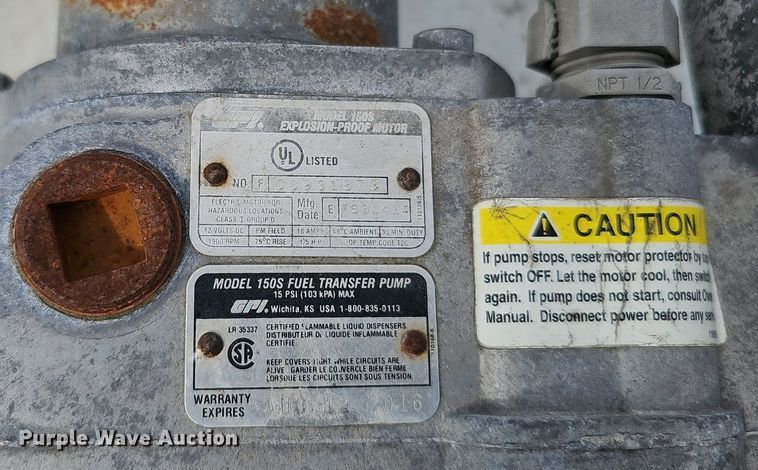 NPT 1/2
GPI. MODEL 150S
EXPLOSION-PROOF MOTOR
UL LISTED
NO. F
ELECTRIC MOTOR FOR
HAZARDOUS LOCATIONS
CLASS 1 GROUP D
Mfg.
Date E
12 VOLTS DC PM FIELD 18 AMPS 40°C AMBIENT 30 MIN. DUTY
1900 RPM 75°C RISE 1/5 H.P. OP. TEMP CODE T2C
110108-5
MODEL 150S FUEL TRANSFER PUMP
15 PSI (103 kPA) MAX
GPI. Wichita, KS USA 1-800-835-0113
LR 35337
CERTIFIED FLAMMABLE LIQUID DISPENSERS
DISTRIBUTEUR DE LIQUIDE INFLAMMABLE
CERTIFIE
KEEP COVERS TIGHT WHILE CIRCUITS ARE
ALIVE GARDER LE COUVERCLE BIEN FERME
LORSQUE LES CIRCUITS SONT SOUS TENSION
WARRANTY
EXPIRES 2016
CAUTION
If pump stops, reset motor protector by
switch OFF. Let the motor cool, then
again. If pump does not start, consult
Manual. Disconnect power before any
Purple Wave Auction